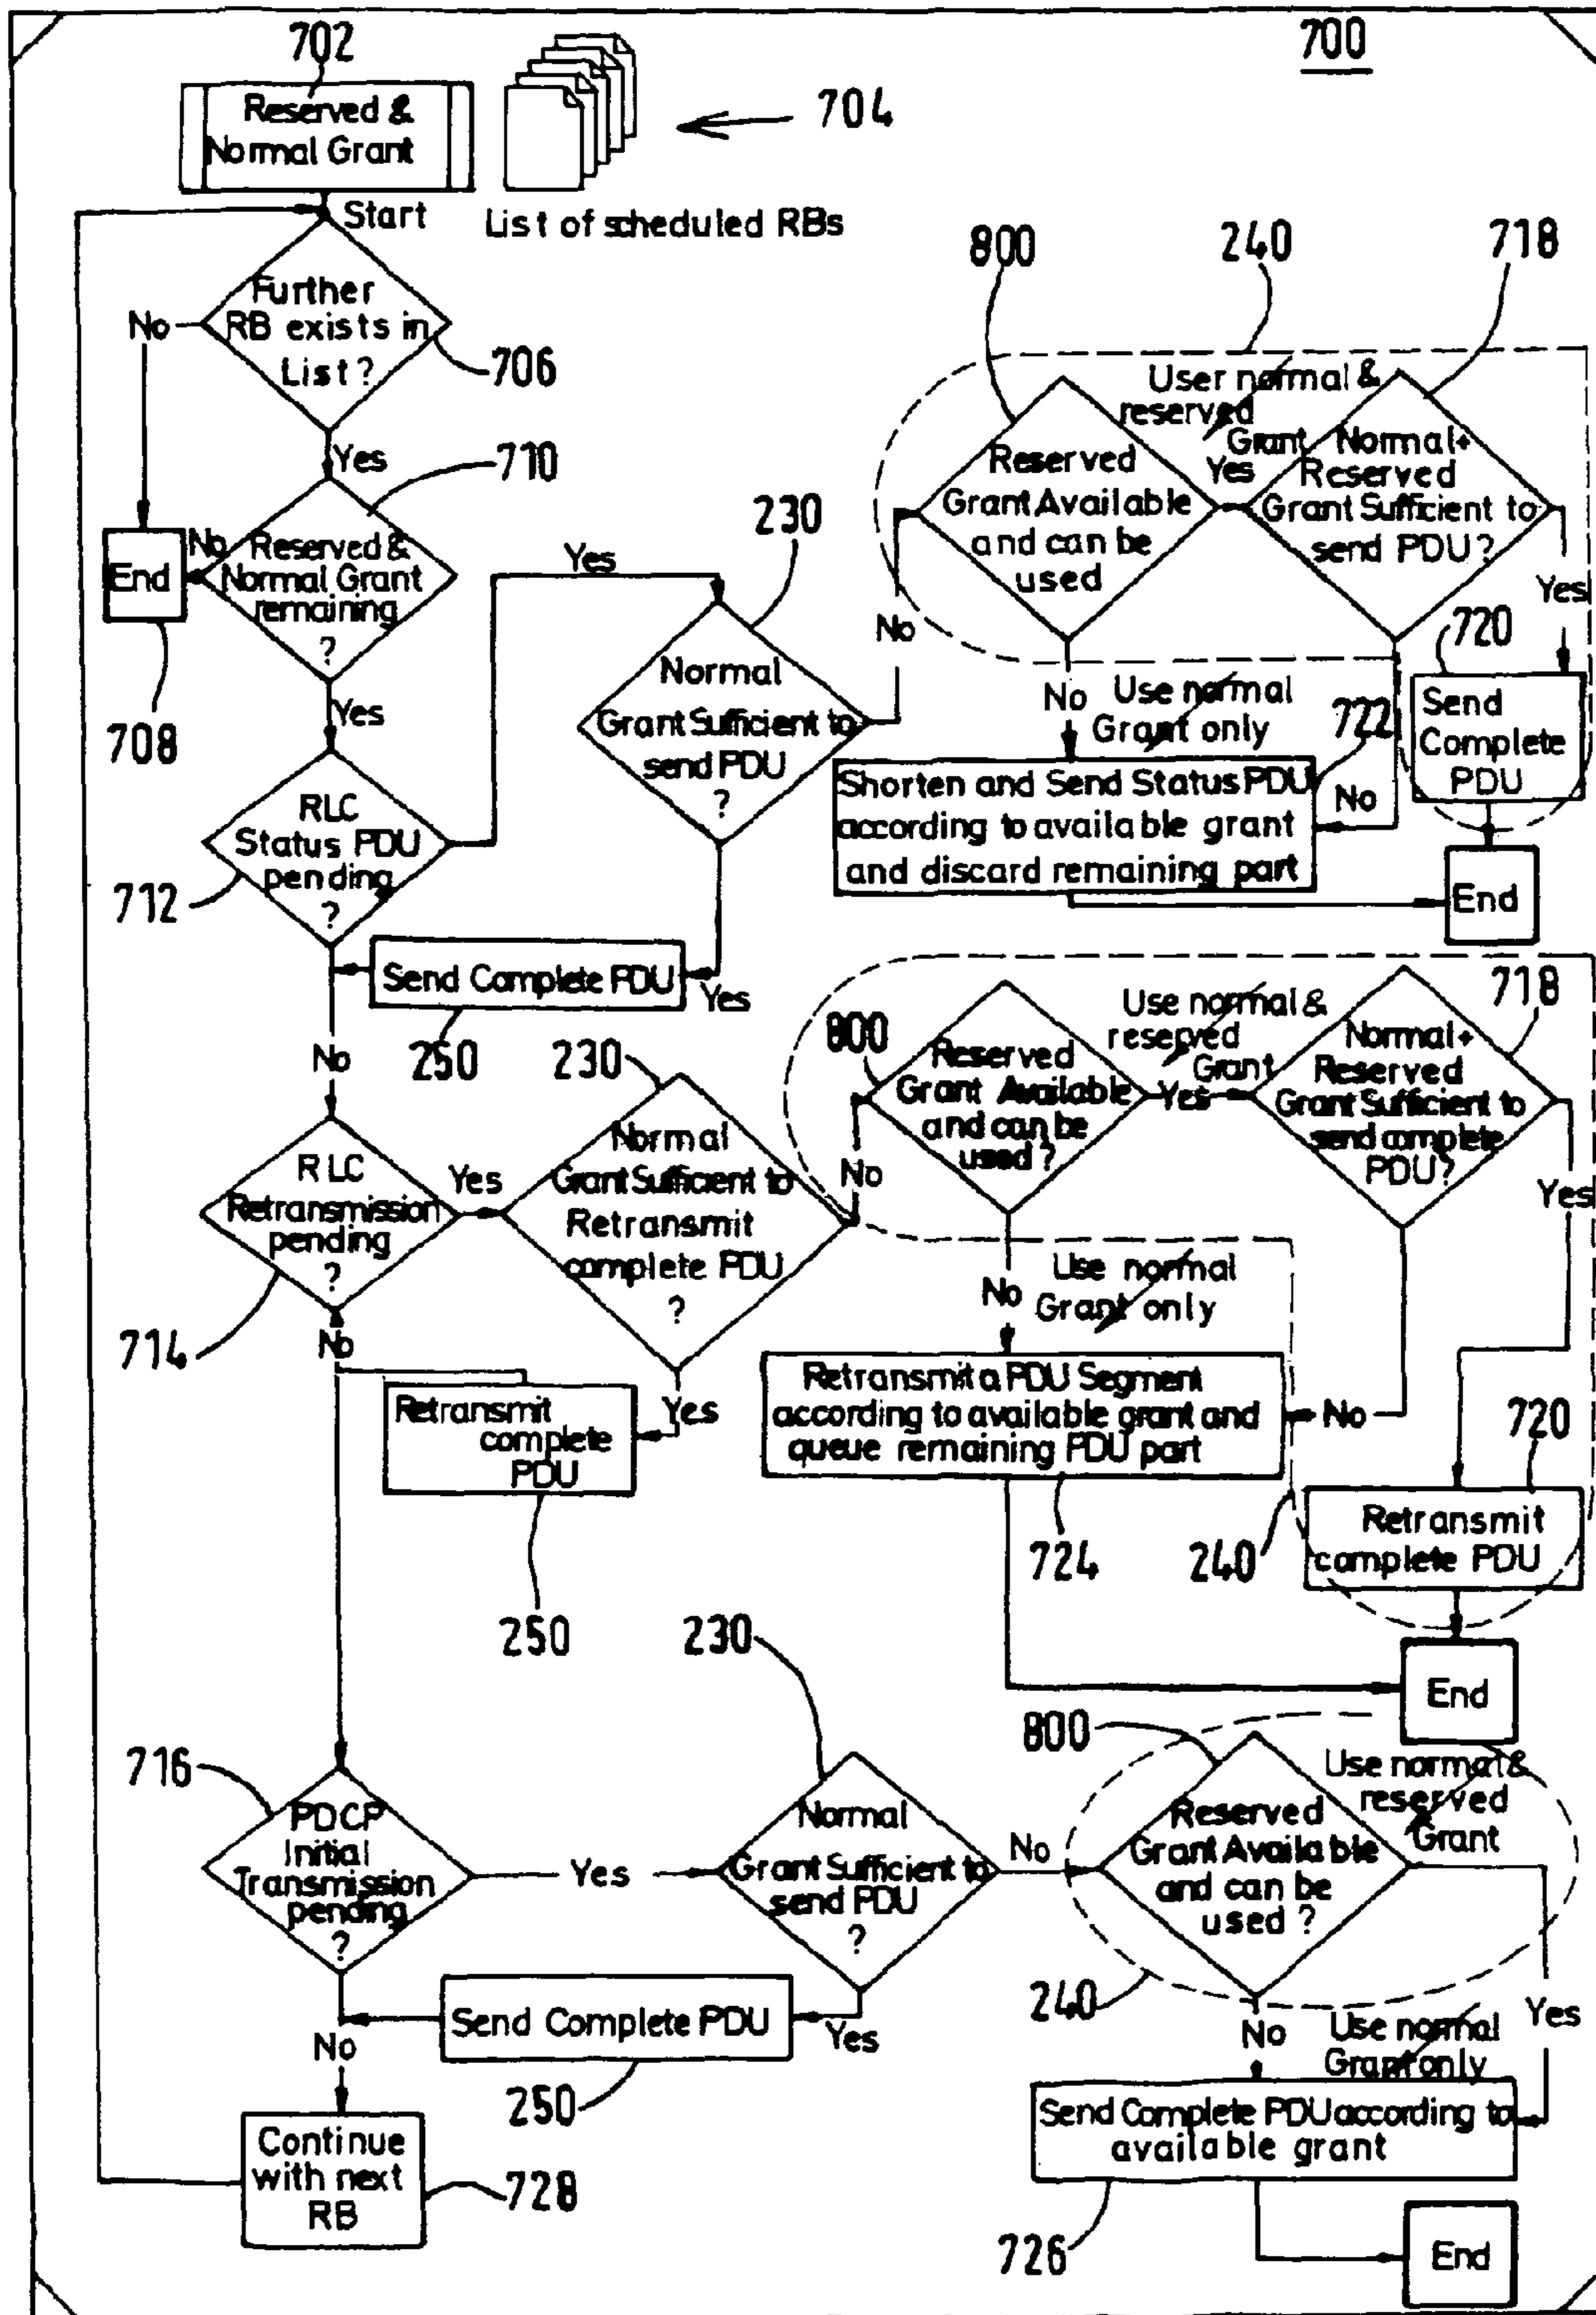 700
702
Reserved &
Normal Grant
704
Start
List of scheduled RBs
Further
RB exists in
List?
No
706
Yes
710
Reserved &
Normal Grant
remaining
?
No
End
708
Yes
RLC
Status PDU
pending
?
712
Yes
230
Normal
Grant Sufficient to
send PDU
?
No
Yes
Send Complete PDU
250
800
240
718
Reserved
Grant Available
and can be
used
User normal &
reserved
Grant
Yes
Normal+
Reserved
Grant Sufficient to
send PDU?
Yes
720
Send
Complete
PDU
No
Use normal
Grant only
722
Shorten and Send Status PDU
according to available grant
and discard remaining part
No
End
No
RLC
Retransmission
pending
?
714
Yes
230
Normal
Grant Sufficient to
Retransmit
complete PDU
?
No
Yes
Retransmit
complete
PDU
250
No
800
Reserved
Grant Available
and can be
used?
Use normal &
reserved
Grant
Yes
718
Normal+
Reserved
Grant Sufficient to
send complete
PDU?
Yes
No
Use normal
Grant only
Retransmit a PDU Segment
according to available grant and
queue remaining PDU part
724
No
240
720
Retransmit
complete PDU
End
716
PDCP
Initial
Transmission
pending
?
Yes
230
Normal
Grant Sufficient to
send PDU
?
No
Yes
Send Complete PDU
250
No
800
Reserved
Grant Available
and can be
used?
Use normal &
reserved
Grant
240
Yes
No
Use normal
Grant only
Send Complete PDU according to
available grant
726
End
Continue
with next
RB
728